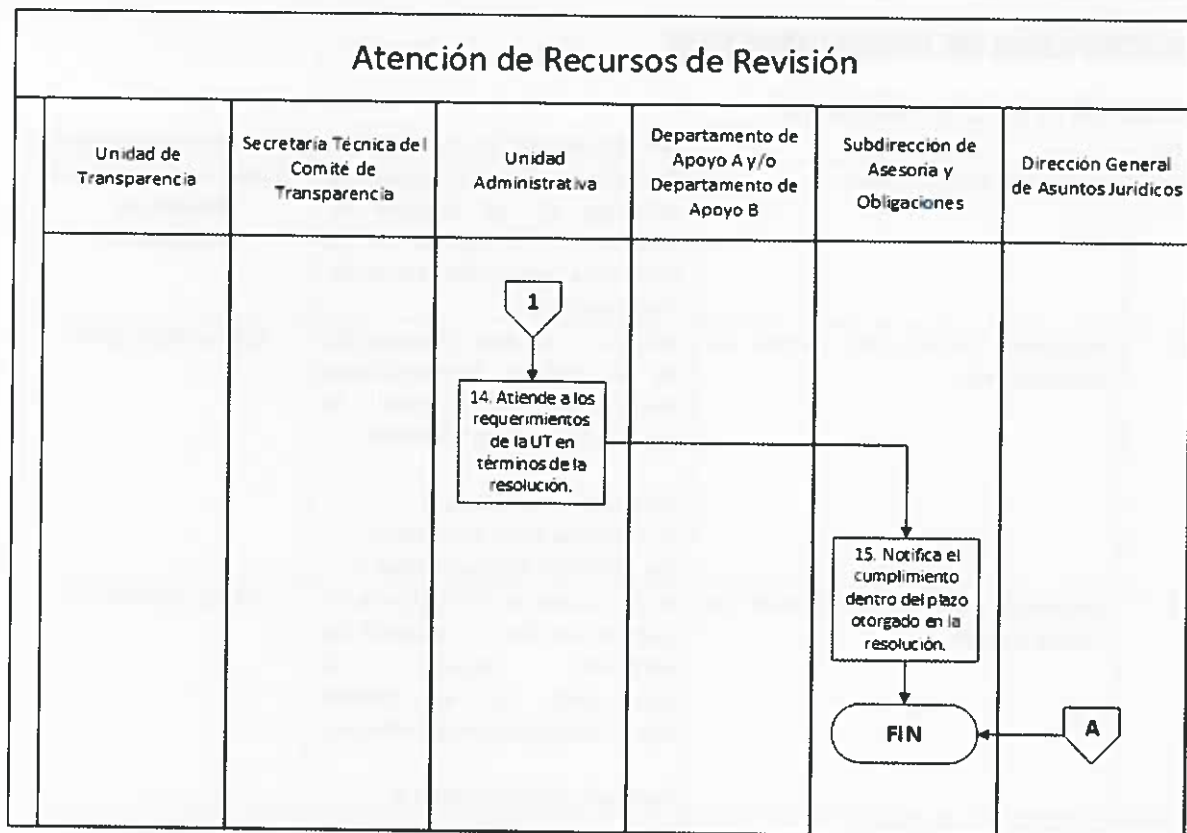 Atención de Recursos de Revisión
Unidad de
Transparencia
Secretaría Técnica del
Comité de
Transparencia
Unidad
Administrativa
Departamento de
Apoyo A y/o
Departamento de
Apoyo B
Subdirección de
Asesoría y
Obligaciones
Dirección General
de Asuntos Jurídicos
1
14. Atiende a los
requerimientos
de la UT en
términos de la
resolución.
15. Notifica el
cumplimiento
dentro del plazo
otorgado en la
resolución.
FIN
A